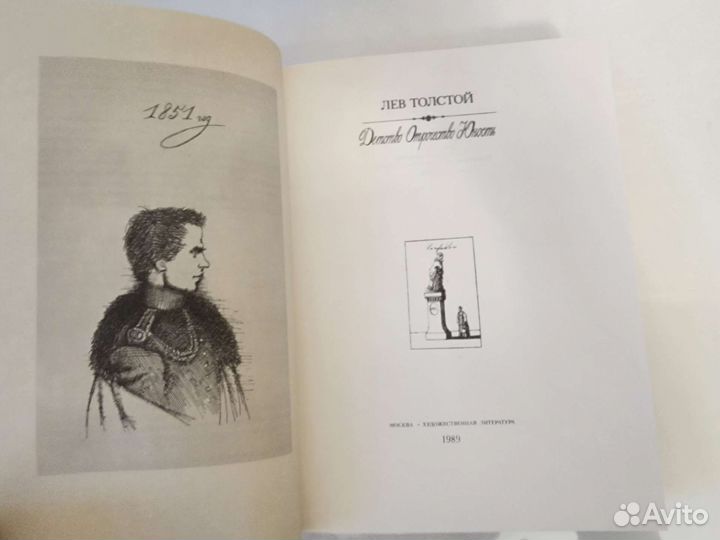 1851 год
ЛЕВ ТОЛСТОЙ
Детство Отрочество Юность
МОСКВА • ХУДОЖЕСТВЕННАЯ ЛИТЕРАТУРА
1989
Avito